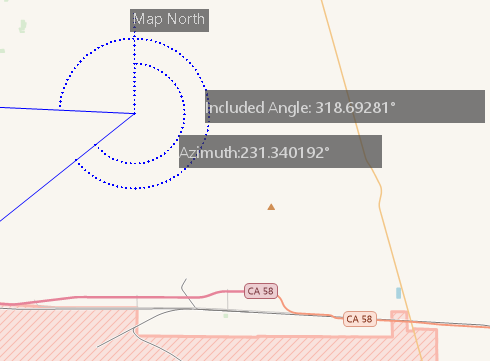 Map North
Included Angle: 318.69281°
Azimuth:231.340192°
CA 58
CA 58